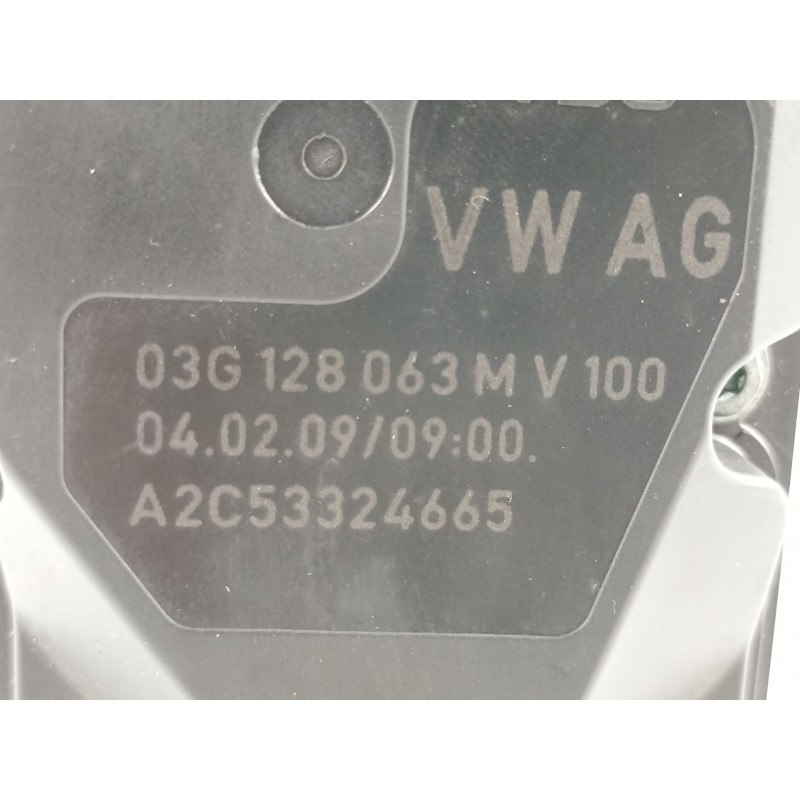 VW AG
03G 128 063 M V 100
04.02.09/09:00.
A2C53324665